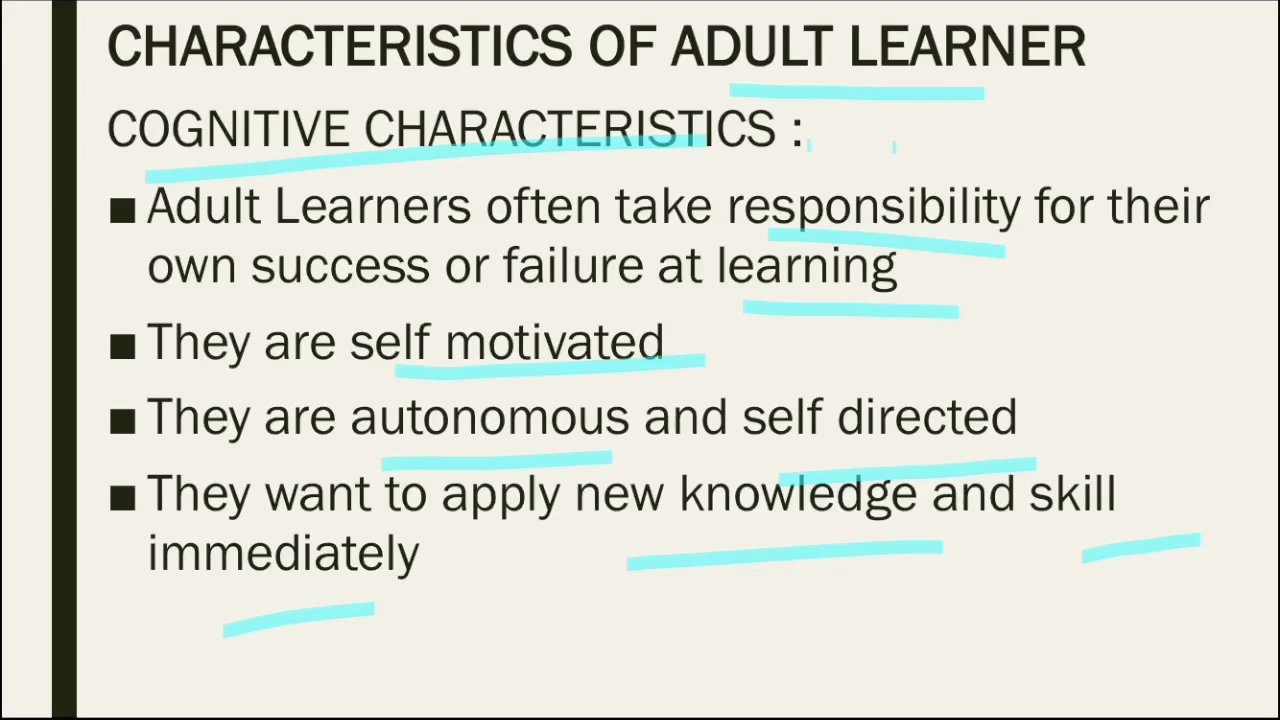 CHARACTERISTICS OF ADULT LEARNER
COGNITIVE CHARACTERISTICS :
■ Adult Learners often take responsibility for their
own success or failure at learning
■ They are self motivated
■ They are autonomous and self directed
■ They want to apply new knowledge and skill
immediately